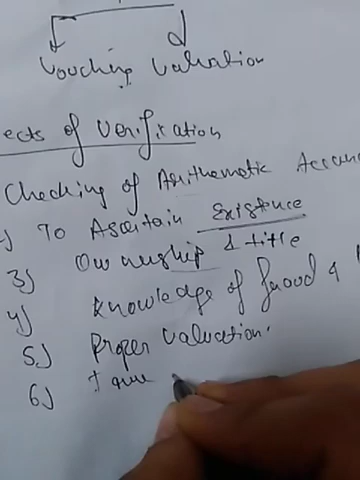 Vouching Valuation
ects of Verification
Checking of Arithematic Accur
2) To Ascertain Existence
3) Ownership & title
4) Knowledge of fraud &
5) Proper Valuation.
6)